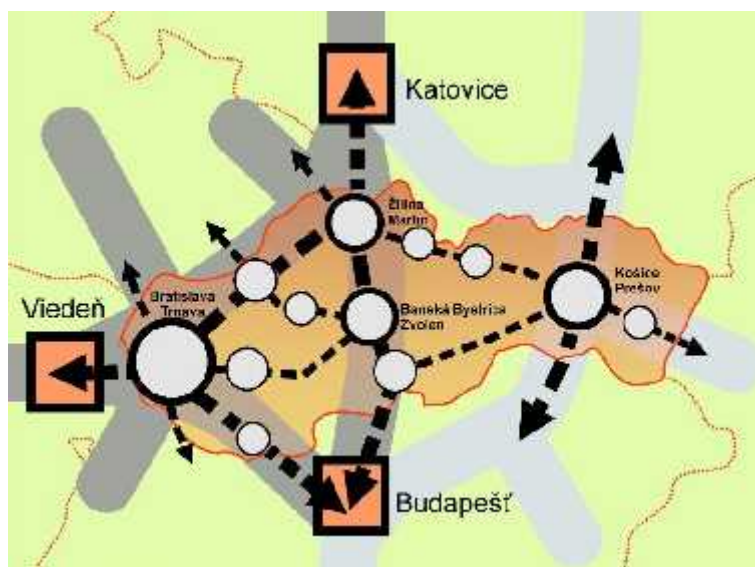 Katovice
Žilina
Martin
Košice
Prešov
Bratislava
Trnava
Viedeň
Banská Bystrica
Zvolen
Budapešť